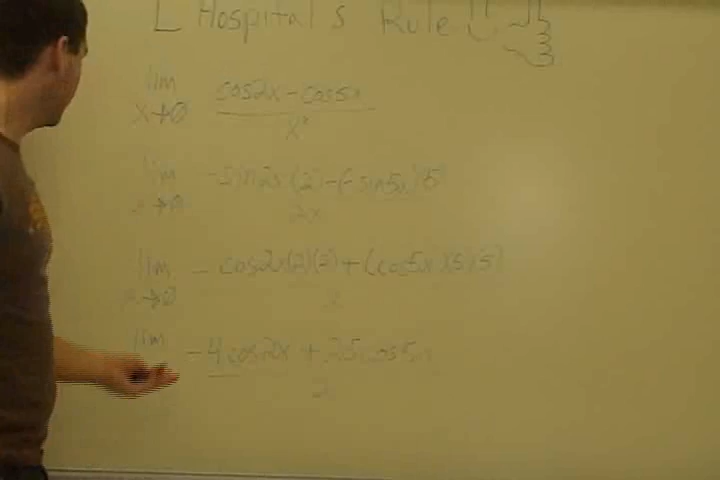 L Hospital's Rule !!
lim
x→0
cos2x-cos5x
x²
lim
-sin2x(2)-(-sin5x)5
x→0
2x
lim
- cos2x(2)(2)+(cos5x)(5)(5)
x→0
2
lim
-4cos2x + 25cos5x
2